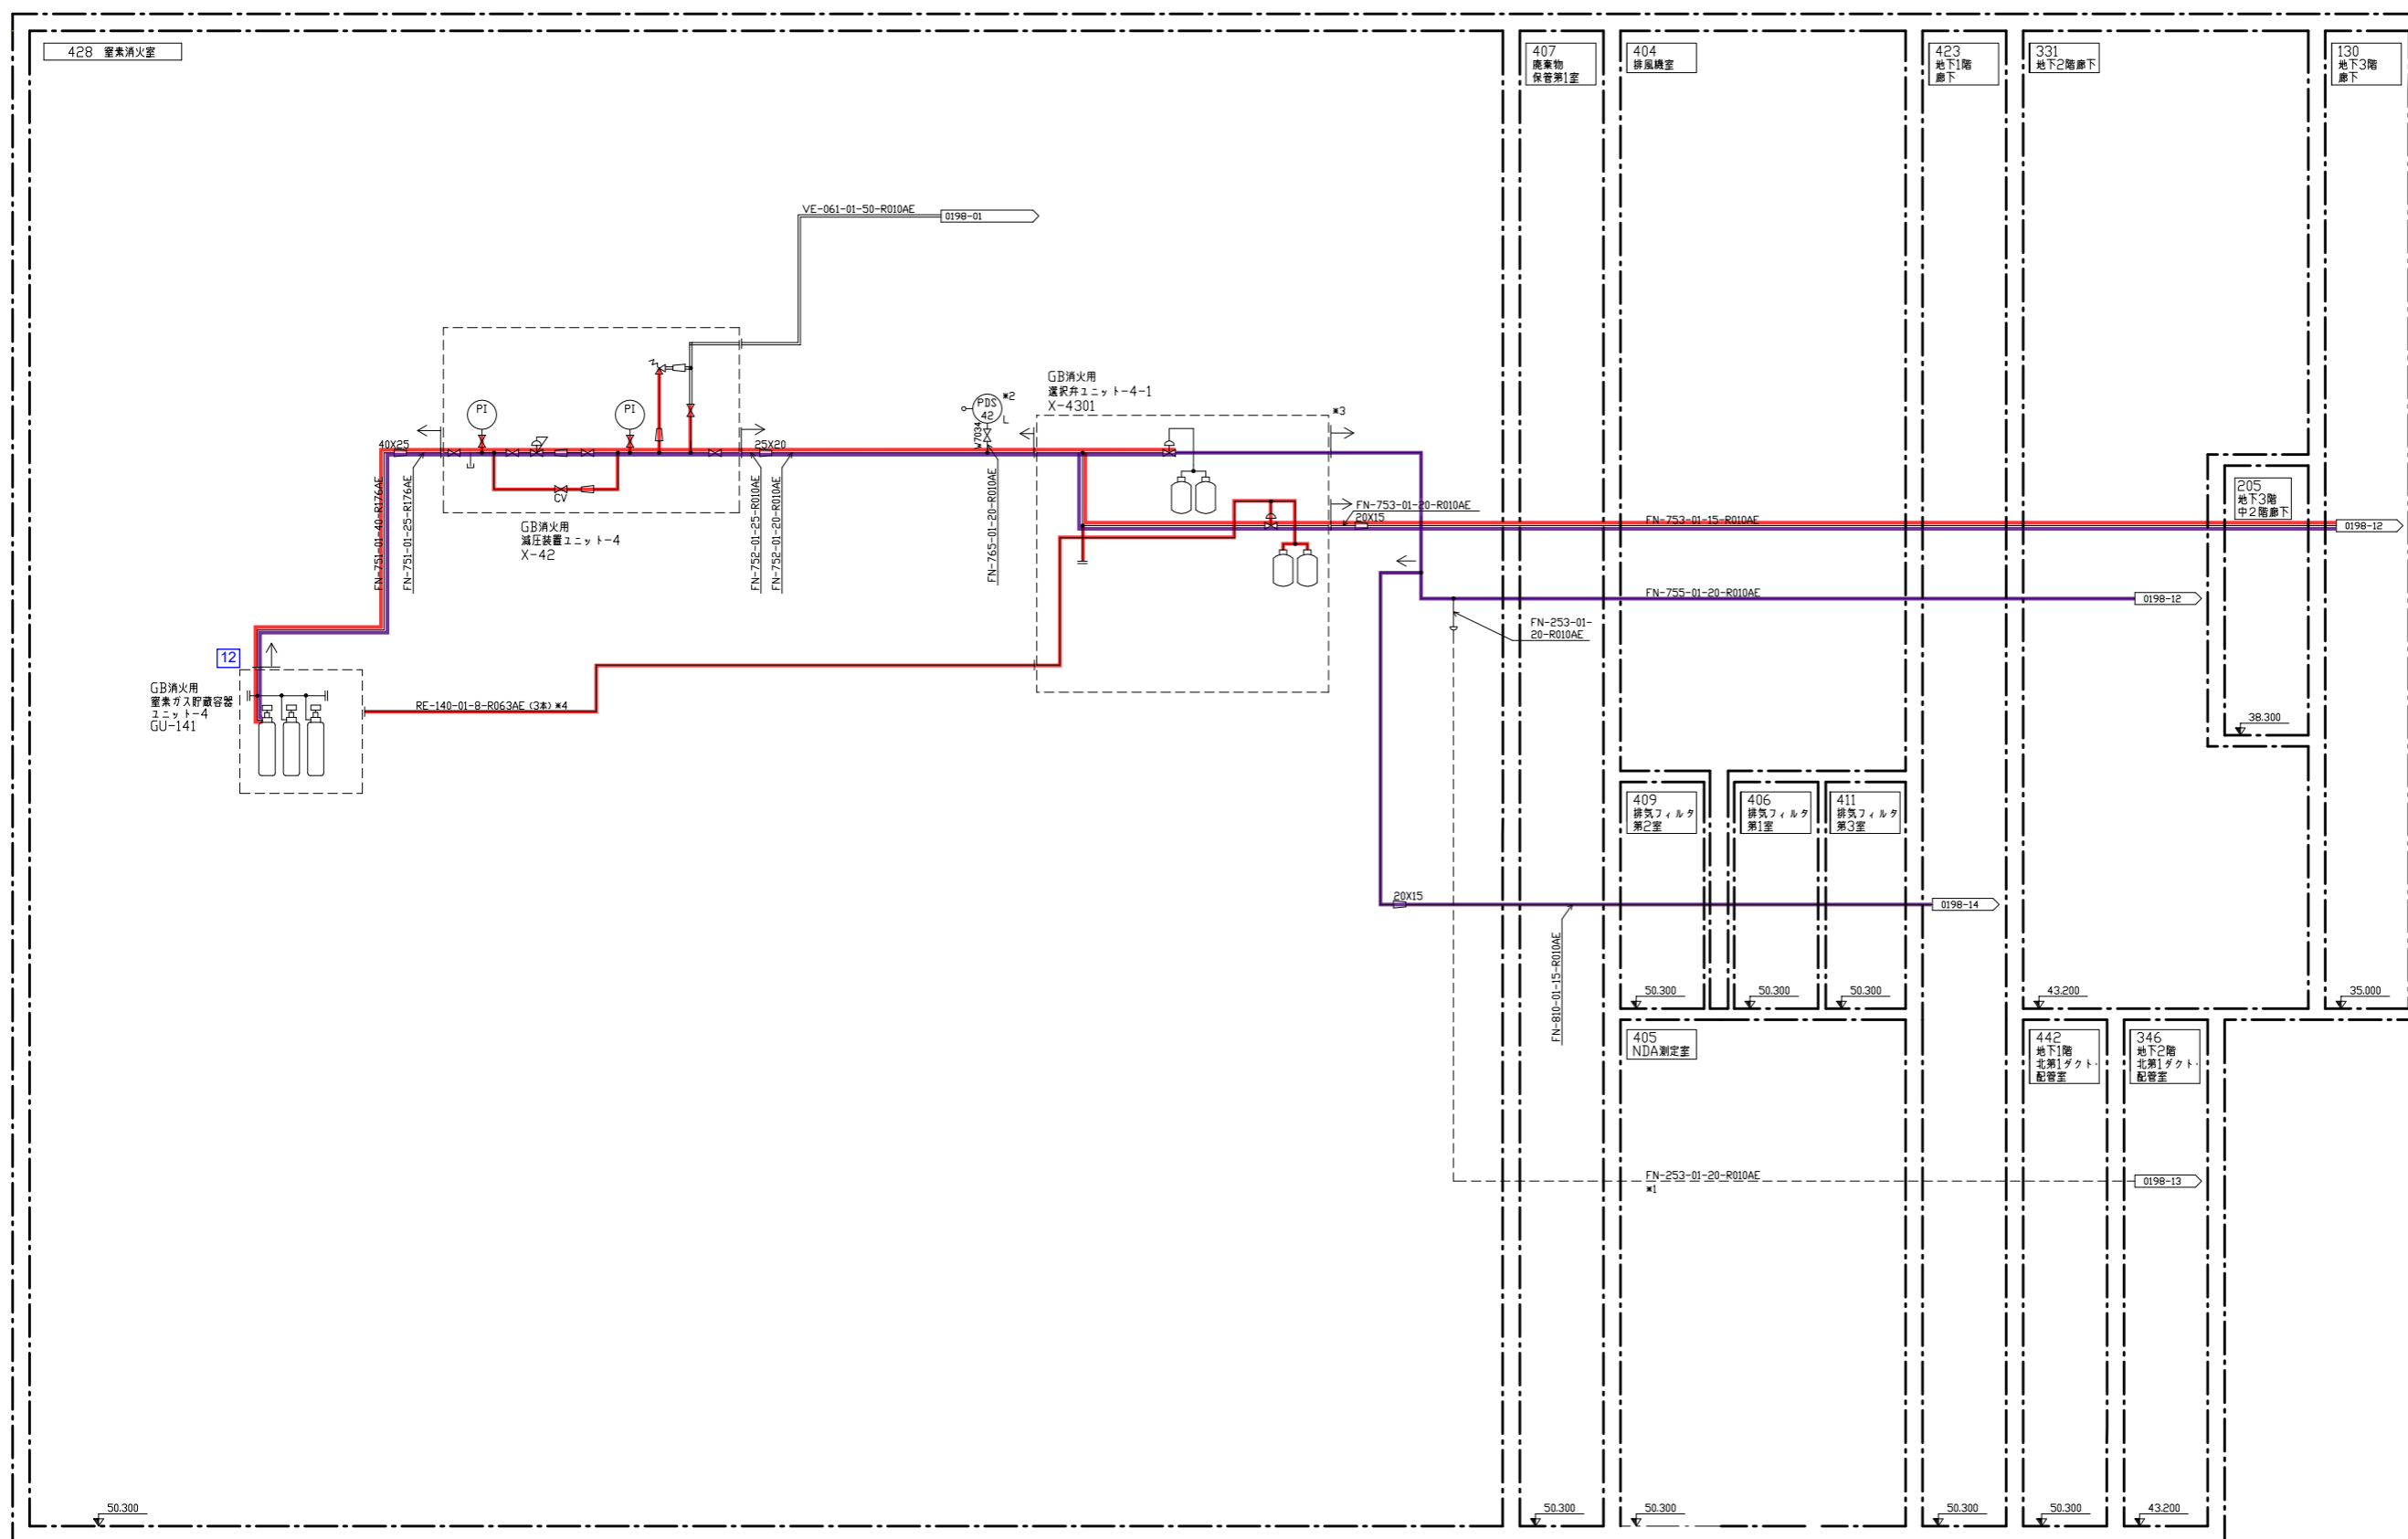 428 窒素消火室
407
廃棄物
保管第1室
404
排風機室
423
地下1階
廊下
331
地下2階廊下
130
地下3階
廊下
VE-061-01-50-R010AE
0198-01
GB消火用
選択弁ユニット-4-1
X-4301
PI
PI
PDS
42
*2
L
W7034
*3
40X25
25X20
CV
GB消火用
減圧装置ユニット-4
X-42
FN-751-01-40-R176AE
FN-751-01-25-R176AE
FN-752-01-25-R010AE
FN-752-01-20-R010AE
FN-765-01-20-R010AE
FN-753-01-20-R010AE
20X15
FN-753-01-15-R010AE
0198-12
205
地下3階
中2階廊下
38.300
FN-755-01-20-R010AE
0198-12
FN-253-01-
20-R010AE
12
GB消火用
窒素ガス貯蔵容器
ユニット-4
GU-141
RE-140-01-8-R063AE (3本) *4
409
排気フィルタ
第2室
406
排気フィルタ
第1室
411
排気フィルタ
第3室
20X15
0198-14
FN-810-01-15-R010AE
50.300
50.300
50.300
43.200
35.000
405
NDA測定室
442
地下1階
北第1ダクト・
配管室
346
地下2階
北第1ダクト・
配管室
FN-253-01-20-R010AE
*1
0198-13
50.300
50.300
50.300
50.300
50.300
43.200